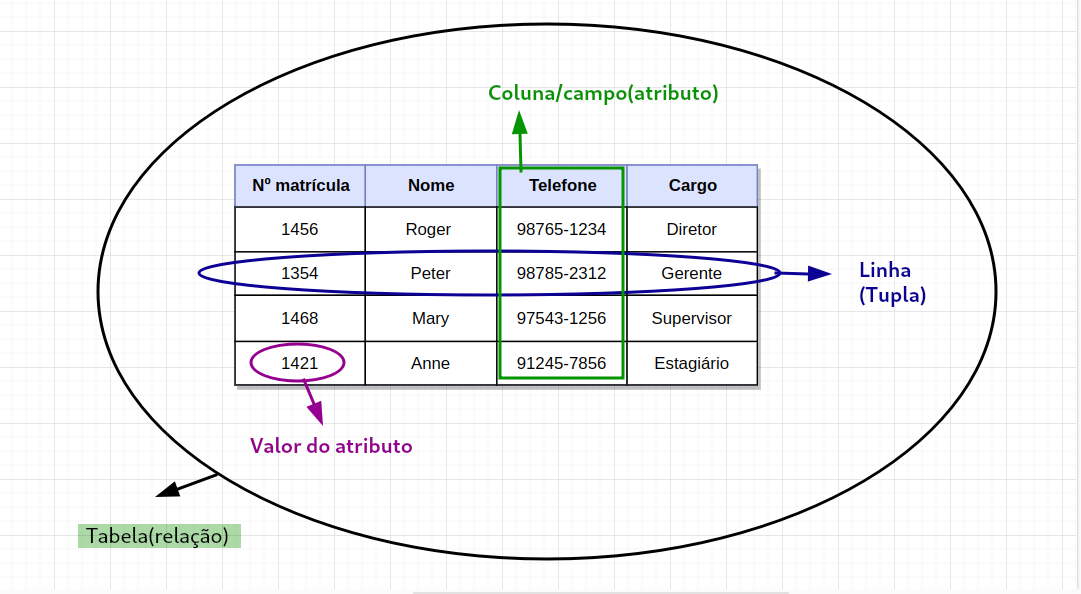 Coluna/campo(atributo)
Nº matrícula Nome Telefone Cargo
1456 Roger 98765-1234 Diretor
1354 Peter 98785-2312 Gerente
Linha
(Tupla)
1468 Mary 97543-1256 Supervisor
1421 Anne 91245-7856 Estagiário
Valor do atributo
Tabela(relação)